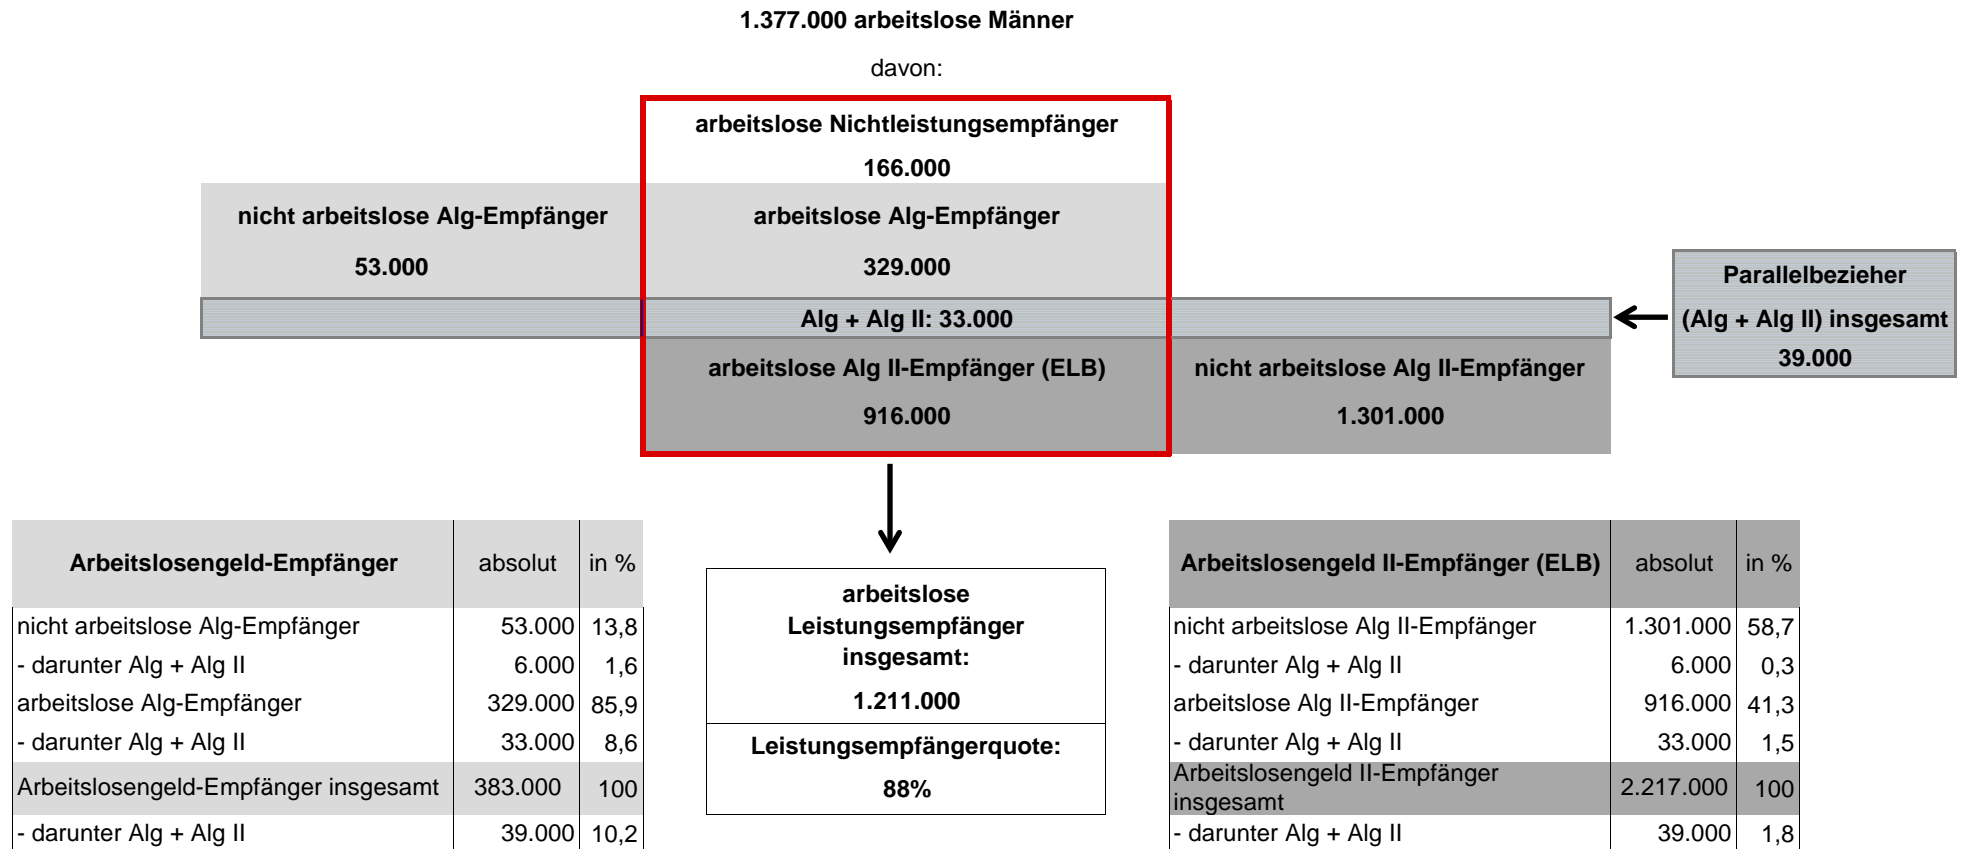 1.377.000 arbeitslose Männer
davon:
arbeitslose Nichtleistungsempfänger
166.000
nicht arbeitslose Alg-Empfänger
53.000
arbeitslose Alg-Empfänger
329.000
Alg + Alg II: 33.000
Parallelbezieher
(Alg + Alg II) insgesamt
39.000
arbeitslose Alg II-Empfänger (ELB)
916.000
nicht arbeitslose Alg II-Empfänger
1.301.000
Arbeitslosengeld-Empfänger absolut in %
nicht arbeitslose Alg-Empfänger 53.000 13,8
- darunter Alg + Alg II 6.000 1,6
arbeitslose Alg-Empfänger 329.000 85,9
- darunter Alg + Alg II 33.000 8,6
Arbeitslosengeld-Empfänger insgesamt 383.000 100
- darunter Alg + Alg II 39.000 10,2
arbeitslose
Leistungsempfänger
insgesamt:
1.211.000
Leistungsempfängerquote:
88%
Arbeitslosengeld II-Empfänger (ELB) absolut in %
nicht arbeitslose Alg II-Empfänger 1.301.000 58,7
- darunter Alg + Alg II 6.000 0,3
arbeitslose Alg II-Empfänger 916.000 41,3
- darunter Alg + Alg II 33.000 1,5
Arbeitslosengeld II-Empfänger
insgesamt 2.217.000 100
- darunter Alg + Alg II 39.000 1,8